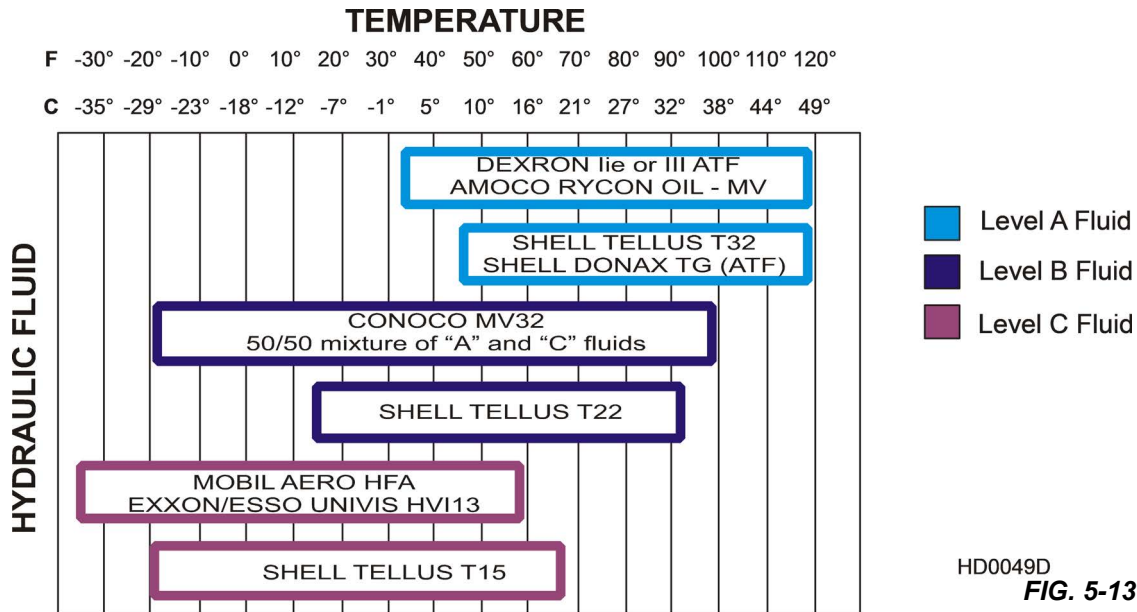 TEMPERATURE
F -30° -20° -10° 0° 10° 20° 30° 40° 50° 60° 70° 80° 90° 100° 110° 120°
C -35° -29° -23° -18° -12° -7° -1° 5° 10° 16° 21° 27° 32° 38° 44° 49°
HYDRAULIC FLUID
DEXRON Iie or III ATF
AMOCO RYCON OIL - MV
SHELL TELLUS T32
SHELL DONAX TG (ATF)
CONOCO MV32
50/50 mixture of “A” and “C” fluids
SHELL TELLUS T22
MOBIL AERO HFA
EXXON/ESSO UNIVIS HVI13
SHELL TELLUS T15
Level A Fluid
Level B Fluid
Level C Fluid
HD0049D
FIG. 5-13